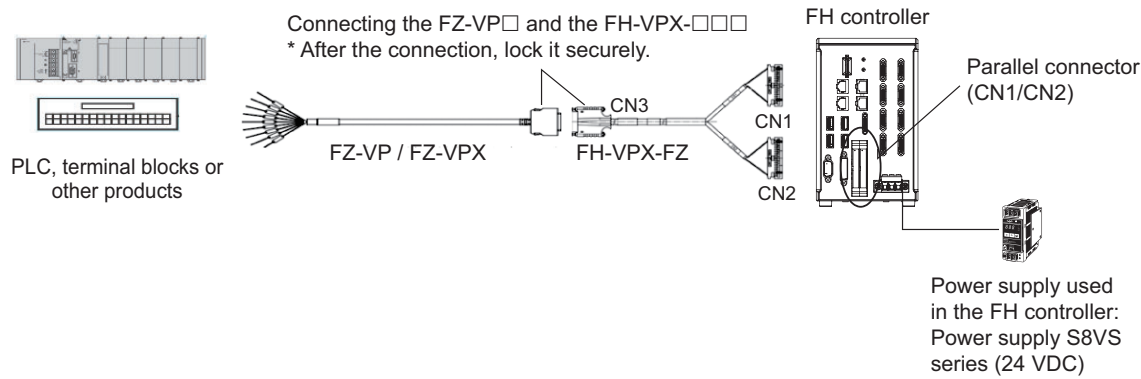 Connecting the FZ-VP□ and the FH-VPX-□□□
* After the connection, lock it securely.
FH controller
Parallel connector
(CN1/CN2)
CN3
CN1
CN2
FZ-VP / FZ-VPX
FH-VPX-FZ
PLC, terminal blocks or
other products
Power supply used
in the FH controller:
Power supply S8VS
series (24 VDC)